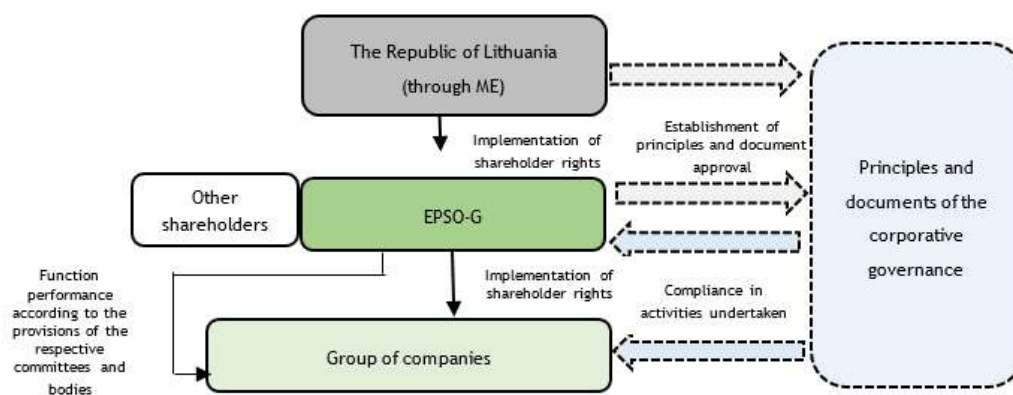 The Republic of Lithuania
(through ME)
Implementation of
shareholder rights
Establishment of
principles and document
approval
Principles and
documents of the
corporative
governance
Other
shareholders
EPSO-G
Function
performance
according to the
provisions of the
respective
committees and
bodies
Implementation of
shareholder rights
Compliance in
activities undertaken
Group of companies